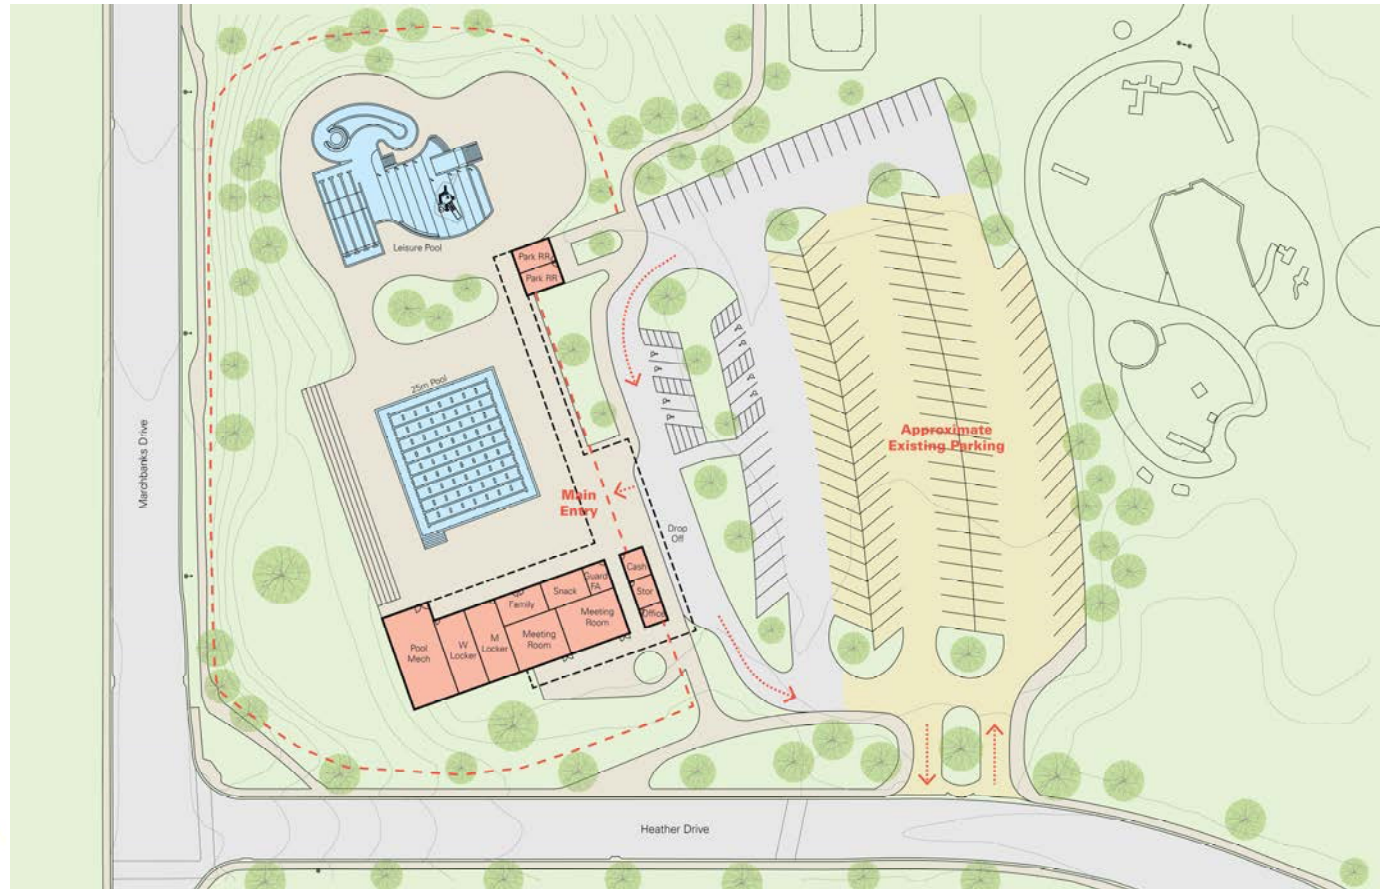 Leisure Pool
Park RR
Park RR
25m Pool
Marchbanks Drive
Approximate
Existing Parking
Main
Entry
Drop
Off
Cash
Stor
Office
Guard
FA
Snack
Family
Meeting
Room
Meeting
Room
M
Locker
W
Locker
Pool
Mech
Heather Drive